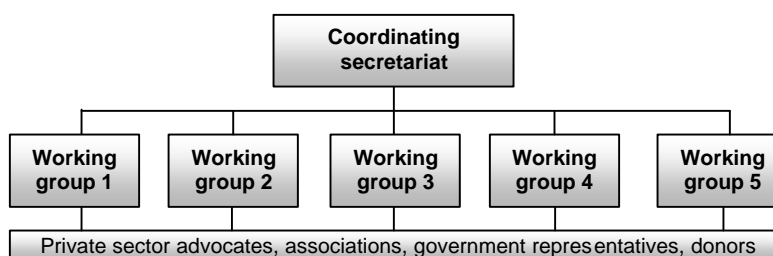 Coordinating
secretariat
Working
group 1
Working
group 2
Working
group 3
Working
group 4
Working
group 5
Private sector advocates, associations, government representatives, donors